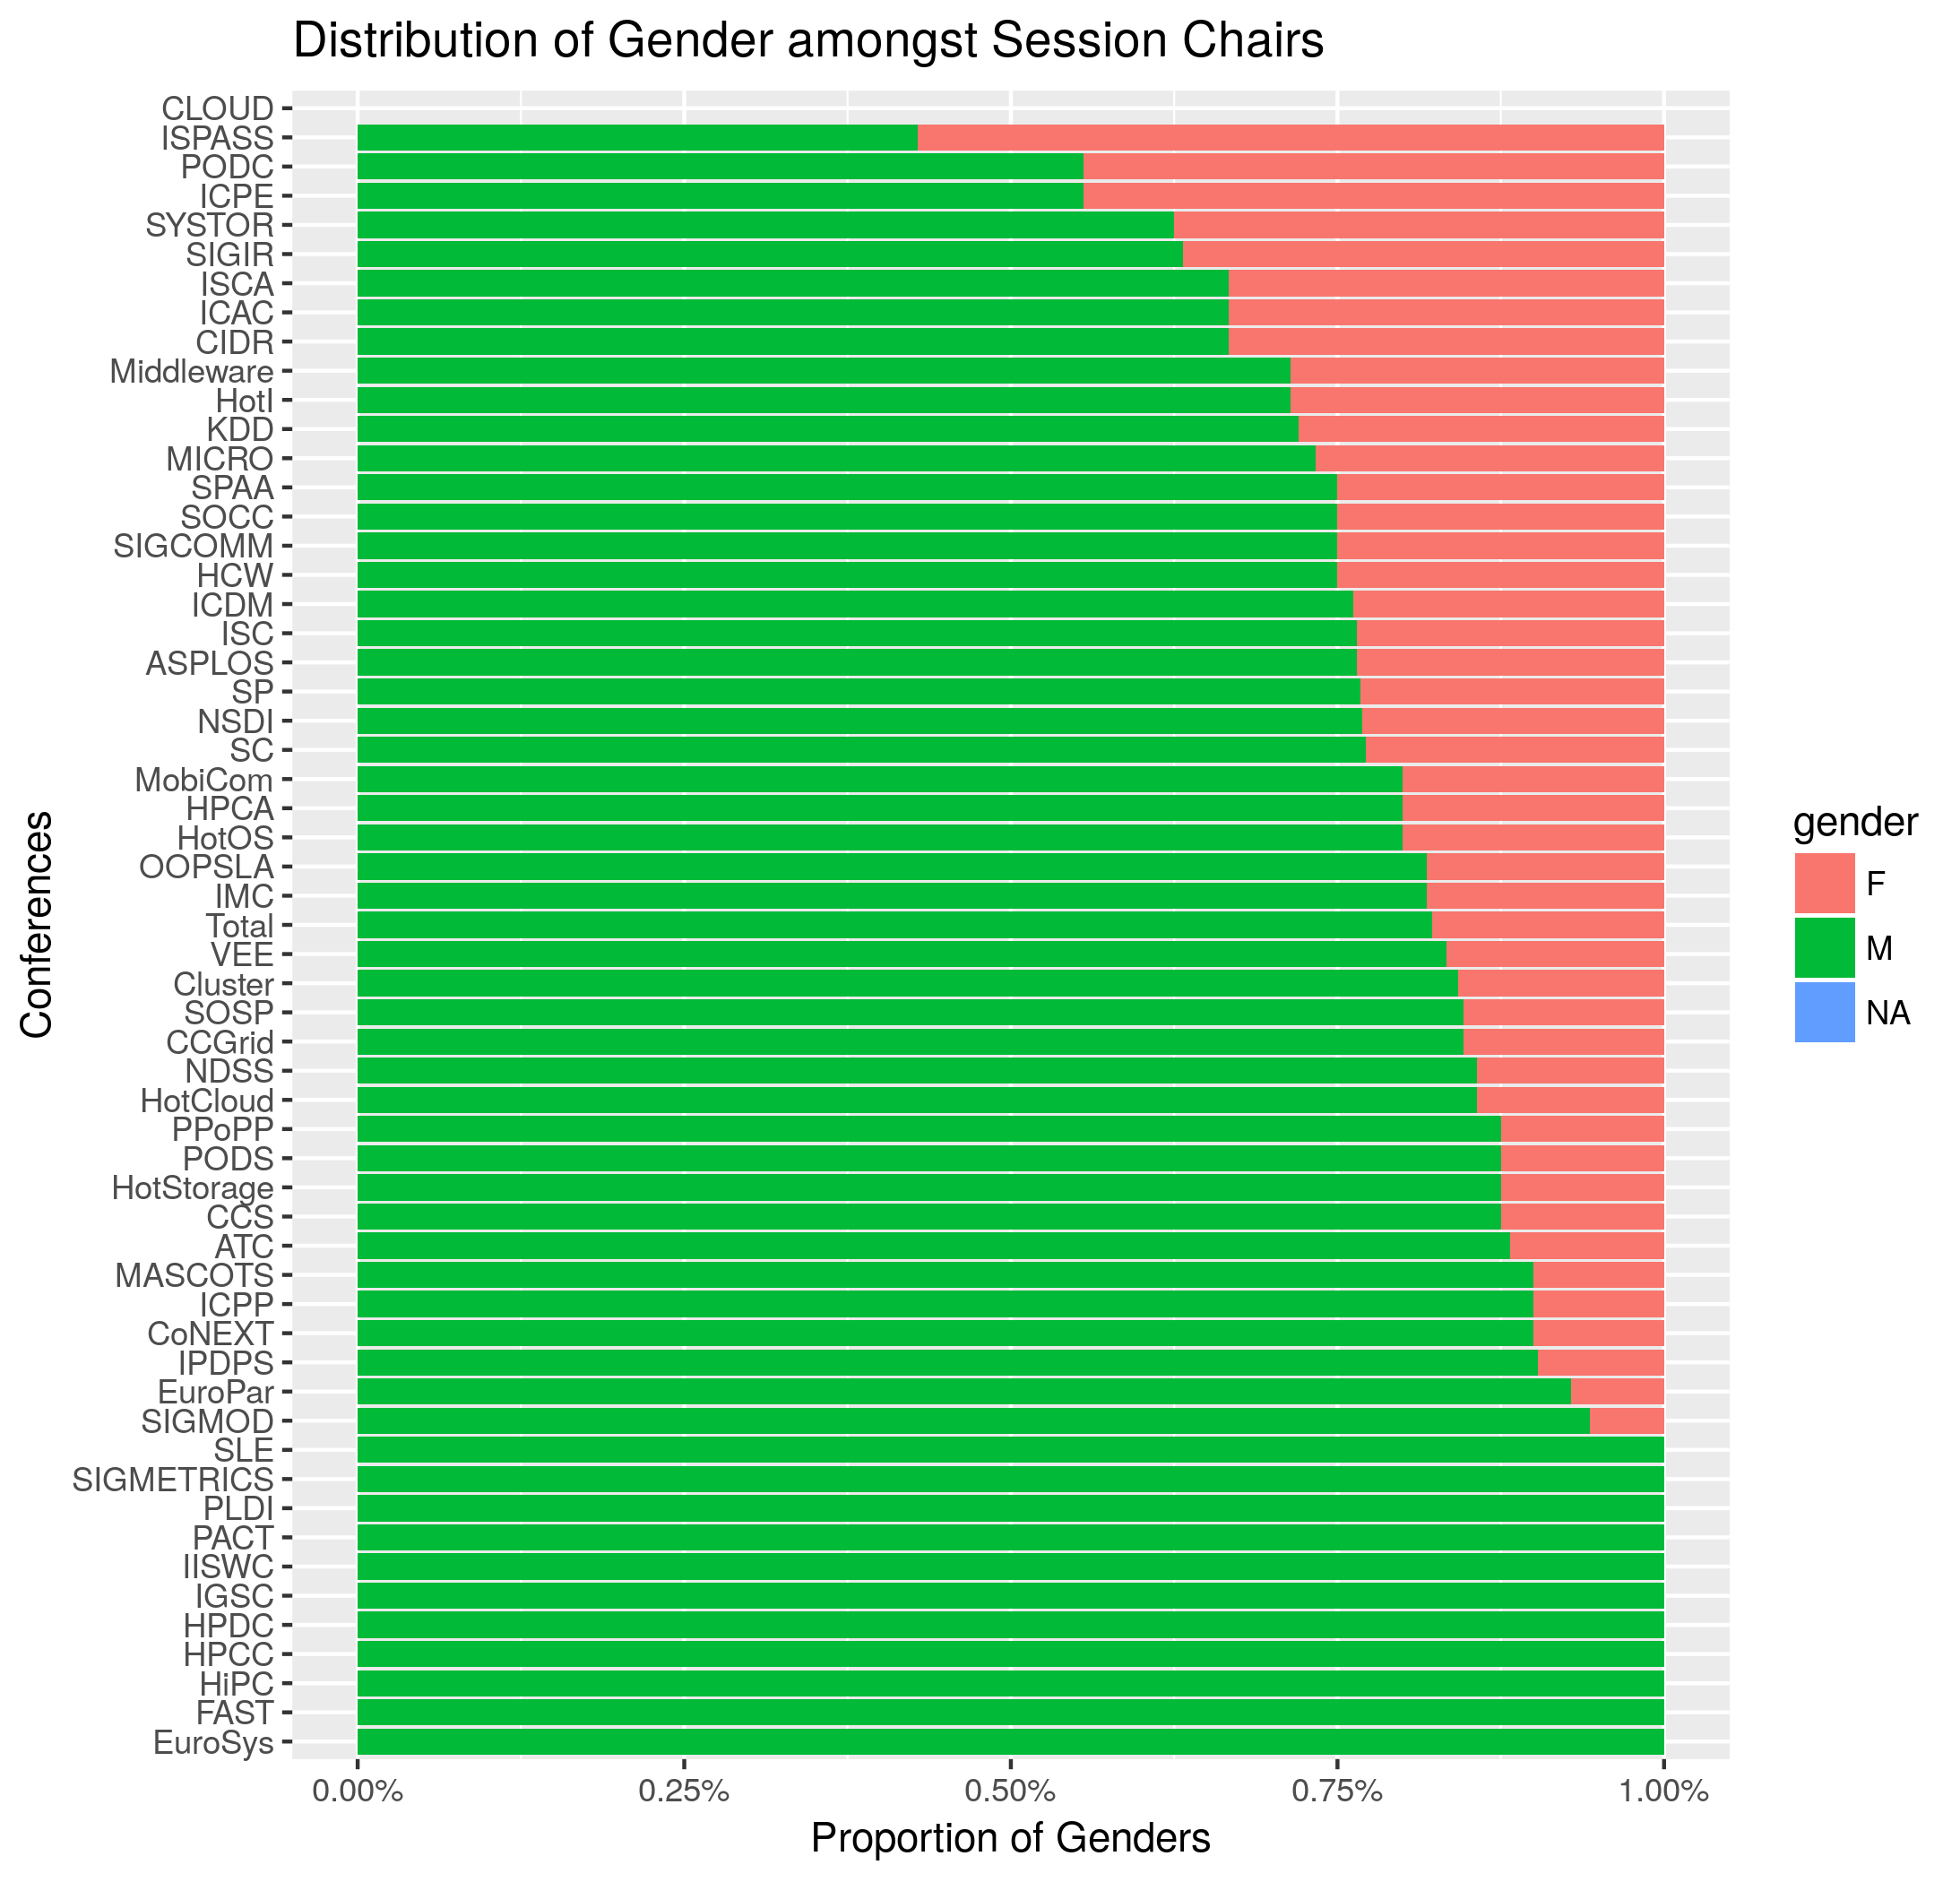 Distribution of Gender amongst Session Chairs
CLOUD
ISPASS
PODC
ICPE
SYSTOR
SIGIR
ISCA
ICAC
CIDR
Middleware
HotI
KDD
MICRO
SPAA
SOCC
SIGCOMM
HCW
ICDM
ISC
ASPLOS
SP
NSDI
SC
MobiCom
HPCA
HotOS
OOPSLA
IMC
Total
VEE
Cluster
SOSP
CCGrid
NDSS
HotCloud
PPoPP
PODS
HotStorage
CCS
ATC
MASCOTS
ICPP
CoNEXT
IPDPS
EuroPar
SIGMOD
SLE
SIGMETRICS
PLDI
PACT
IISWC
IGSC
HPDC
HPCC
HiPC
FAST
EuroSys
Conferences
0.00% 0.25% 0.50% 0.75% 1.00%
Proportion of Genders
gender
F
M
NA